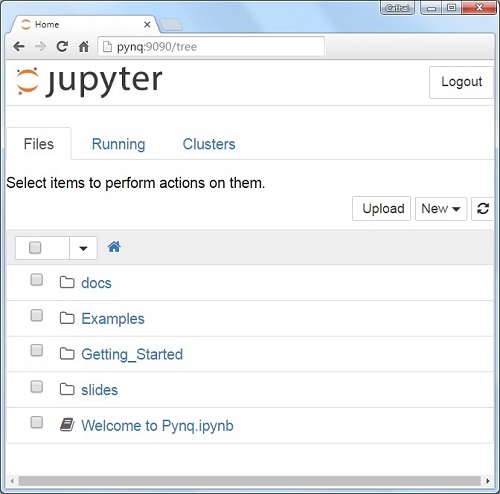 Cathal
Home
pynq:9090/tree
jupyter
Logout
Files Running Clusters
Select items to perform actions on them.
Upload New
docs
Examples
Getting_Started
slides
Welcome to Pynq.ipynb